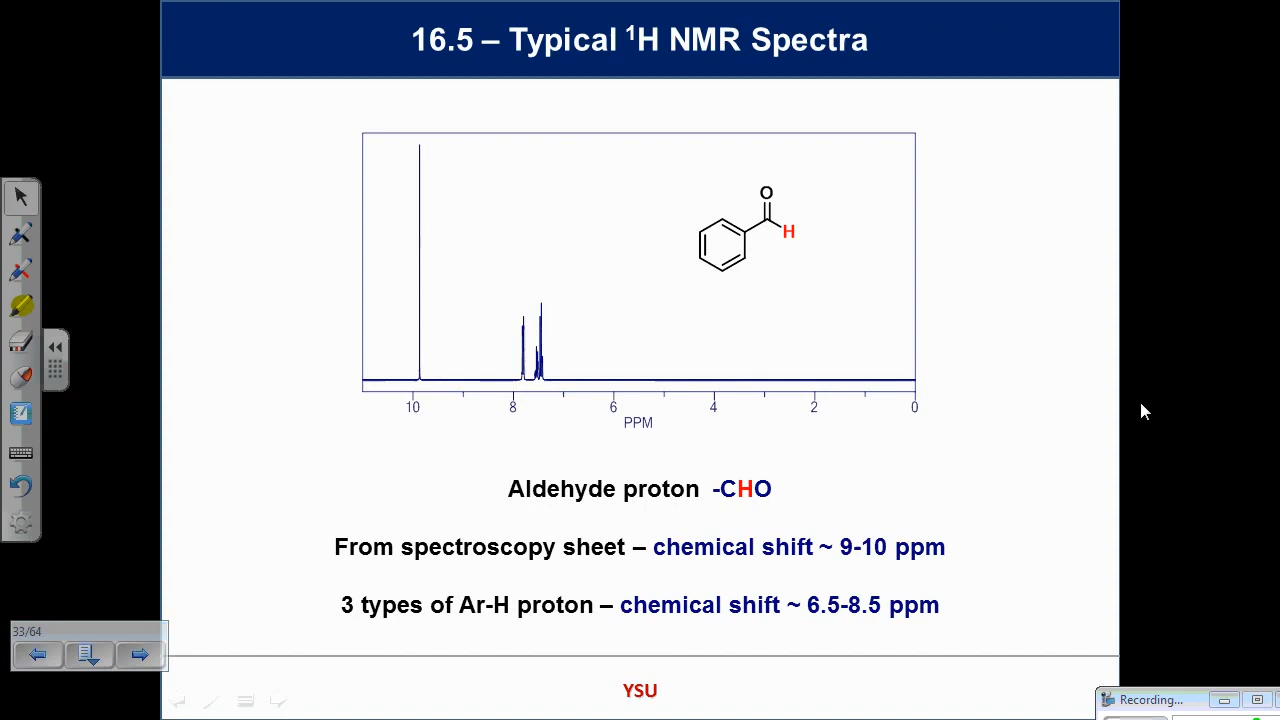 16.5 – Typical ¹H NMR Spectra
O
H
10 8 6 4 2 0
PPM
Aldehyde proton -CHO
From spectroscopy sheet – chemical shift ~ 9-10 ppm
3 types of Ar-H proton – chemical shift ~ 6.5-8.5 ppm
33/64
YSU
Recording...